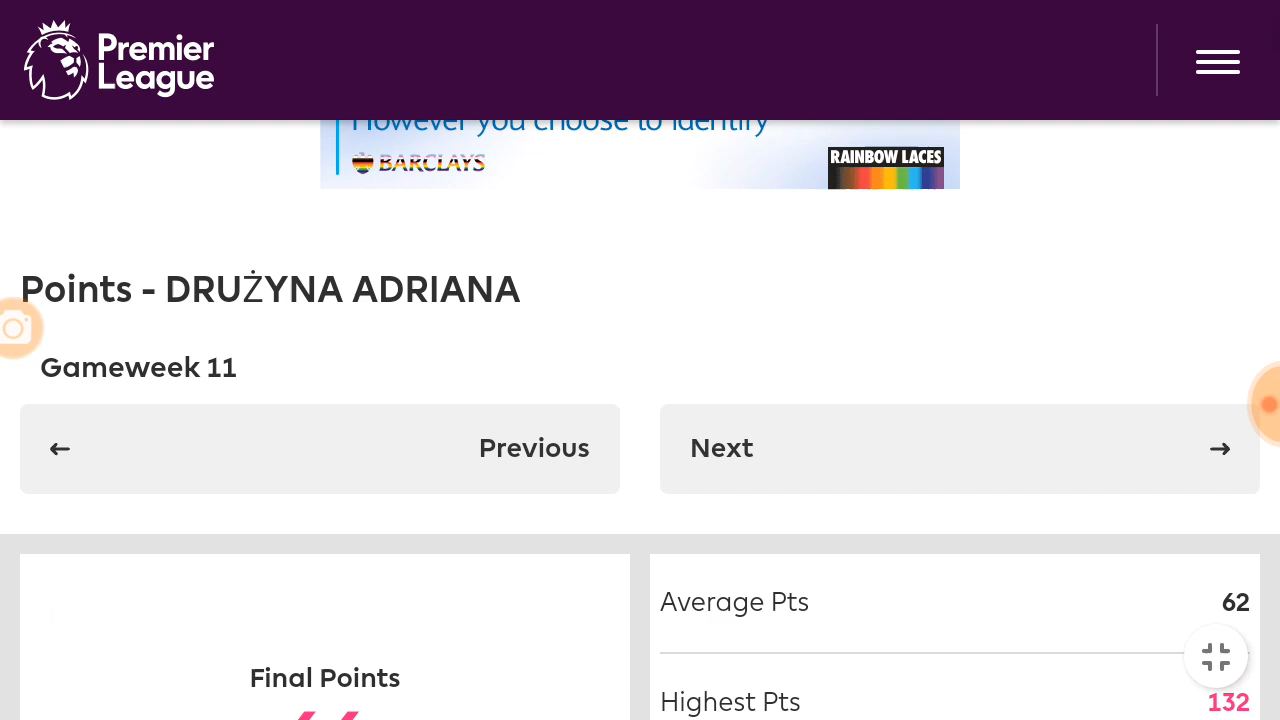 Premier
League
However you choose to identify
BARCLAYS
RAINBOW LACES
Points - DRUŻYNA ADRIANA
Gameweek 11
Previous
Next
Average Pts
62
Final Points
Highest Pts
132